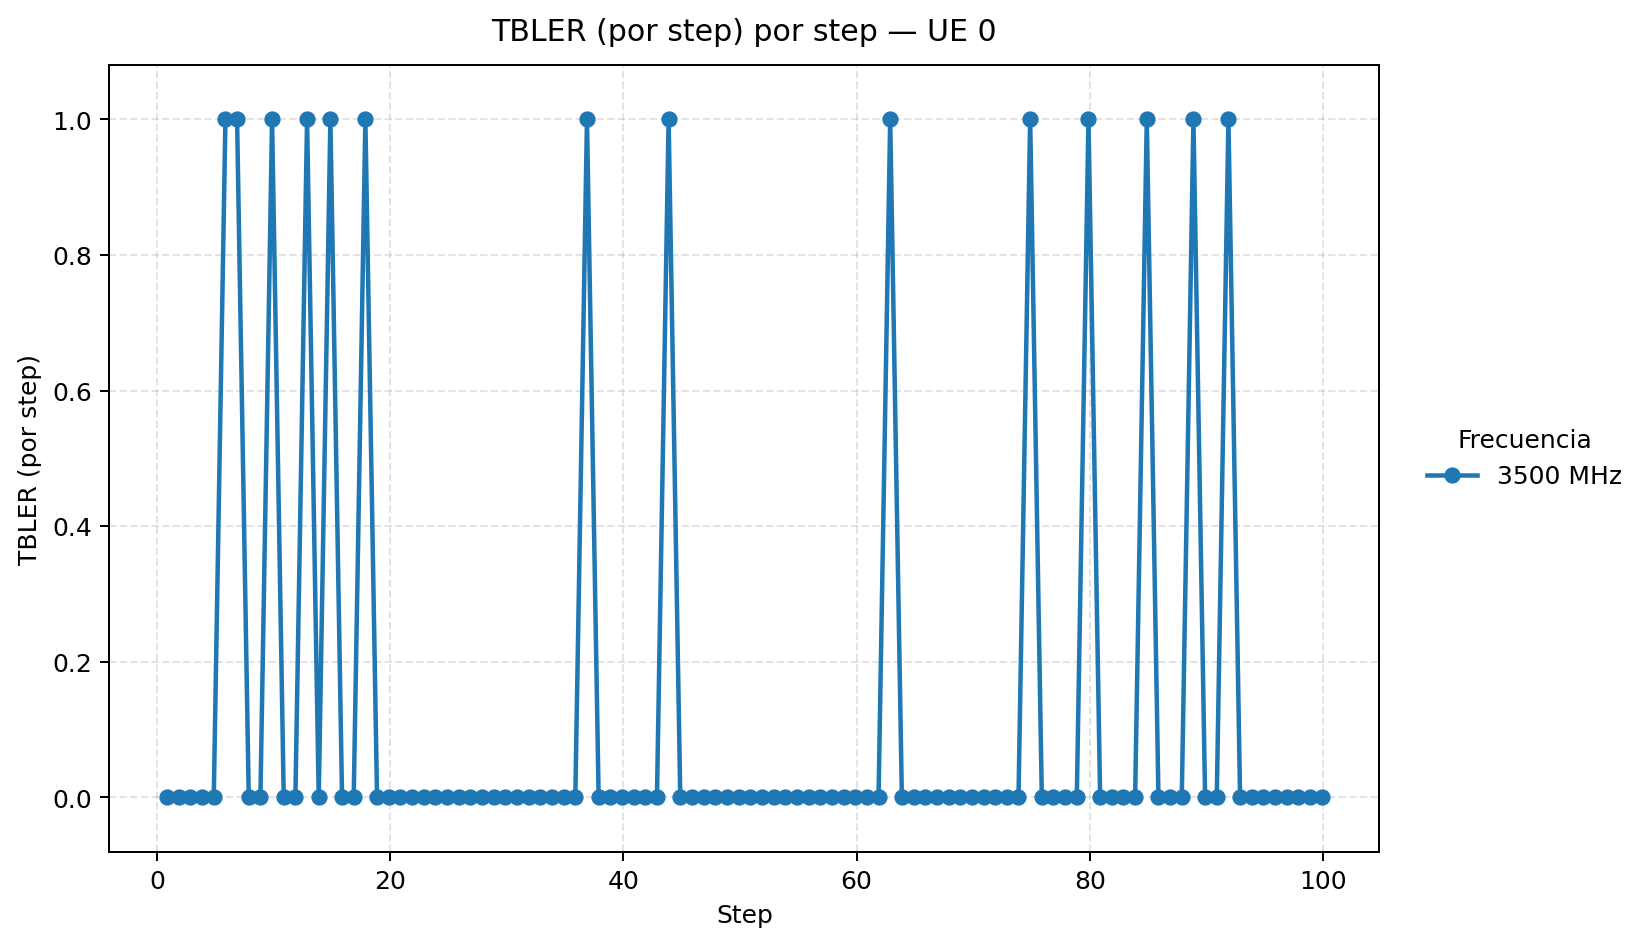 TBLER (por step) por step — UE 0
TBLER (por step)
1.0
0.8
0.6
0.4
0.2
0.0
0 20 40 60 80 100
Step
Frecuencia
3500 MHz